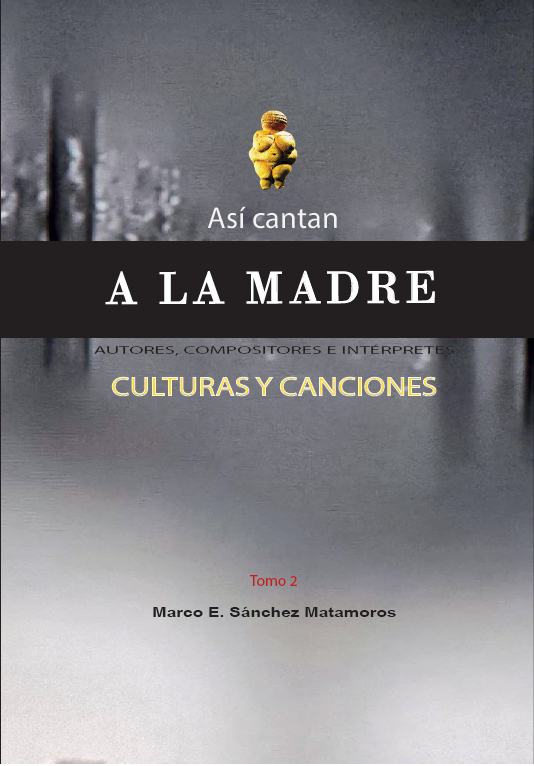 Así cantan
A LA MADRE
AUTORES, COMPOSITORES E INTÉRPRETES
CULTURAS Y CANCIONES
Tomo 2
Marco E. Sánchez Matamoros